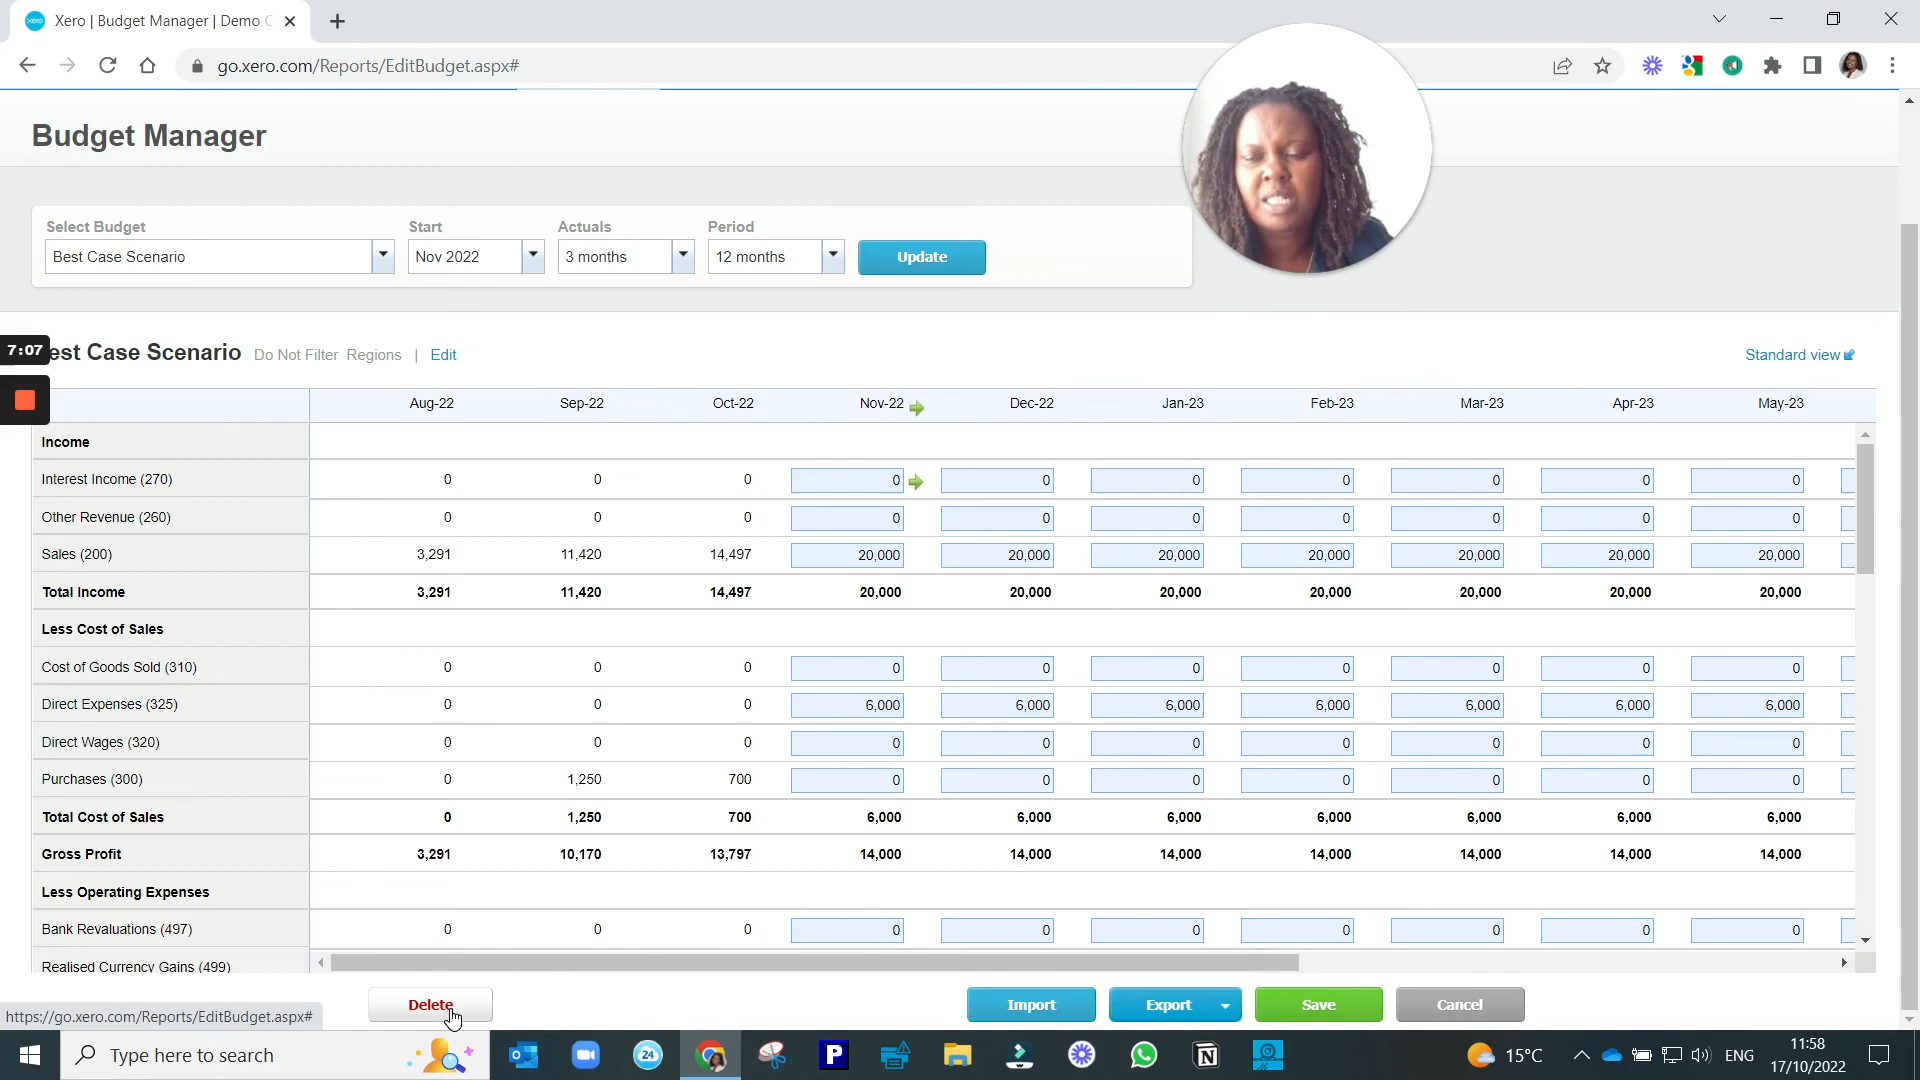 Xero | Budget Manager | Demo C
go.xero.com/Reports/EditBudget.aspx#
Budget Manager
Select Budget Start Actuals Period
Best Case Scenario Nov 2022 3 months 12 months Update
7:07
est Case Scenario Do Not Filter Regions | Edit Standard view
Aug-22 Sep-22 Oct-22 Nov-22 Dec-22 Jan-23 Feb-23 Mar-23 Apr-23 May-23
Income
Interest Income (270) 0 0 0 0 0 0 0 0 0 0
Other Revenue (260) 0 0 0 0 0 0 0 0 0 0
Sales (200) 3,291 11,420 14,497 20,000 20,000 20,000 20,000 20,000 20,000 20,000
Total Income 3,291 11,420 14,497 20,000 20,000 20,000 20,000 20,000 20,000 20,000
Less Cost of Sales
Cost of Goods Sold (310) 0 0 0 0 0 0 0 0 0 0
Direct Expenses (325) 0 0 0 6,000 6,000 6,000 6,000 6,000 6,000 6,000
Direct Wages (320) 0 0 0 0 0 0 0 0 0 0
Purchases (300) 0 1,250 700 0 0 0 0 0 0 0
Total Cost of Sales 0 1,250 700 6,000 6,000 6,000 6,000 6,000 6,000 6,000
Gross Profit 3,291 10,170 13,797 14,000 14,000 14,000 14,000 14,000 14,000 14,000
Less Operating Expenses
Bank Revaluations (497) 0 0 0 0 0 0 0 0 0 0
Realised Currency Gains (499)
Delete Import Export Save Cancel
https://go.xero.com/Reports/EditBudget.aspx#
Type here to search 24 P N 15°C ENG 11:58
17/10/2022